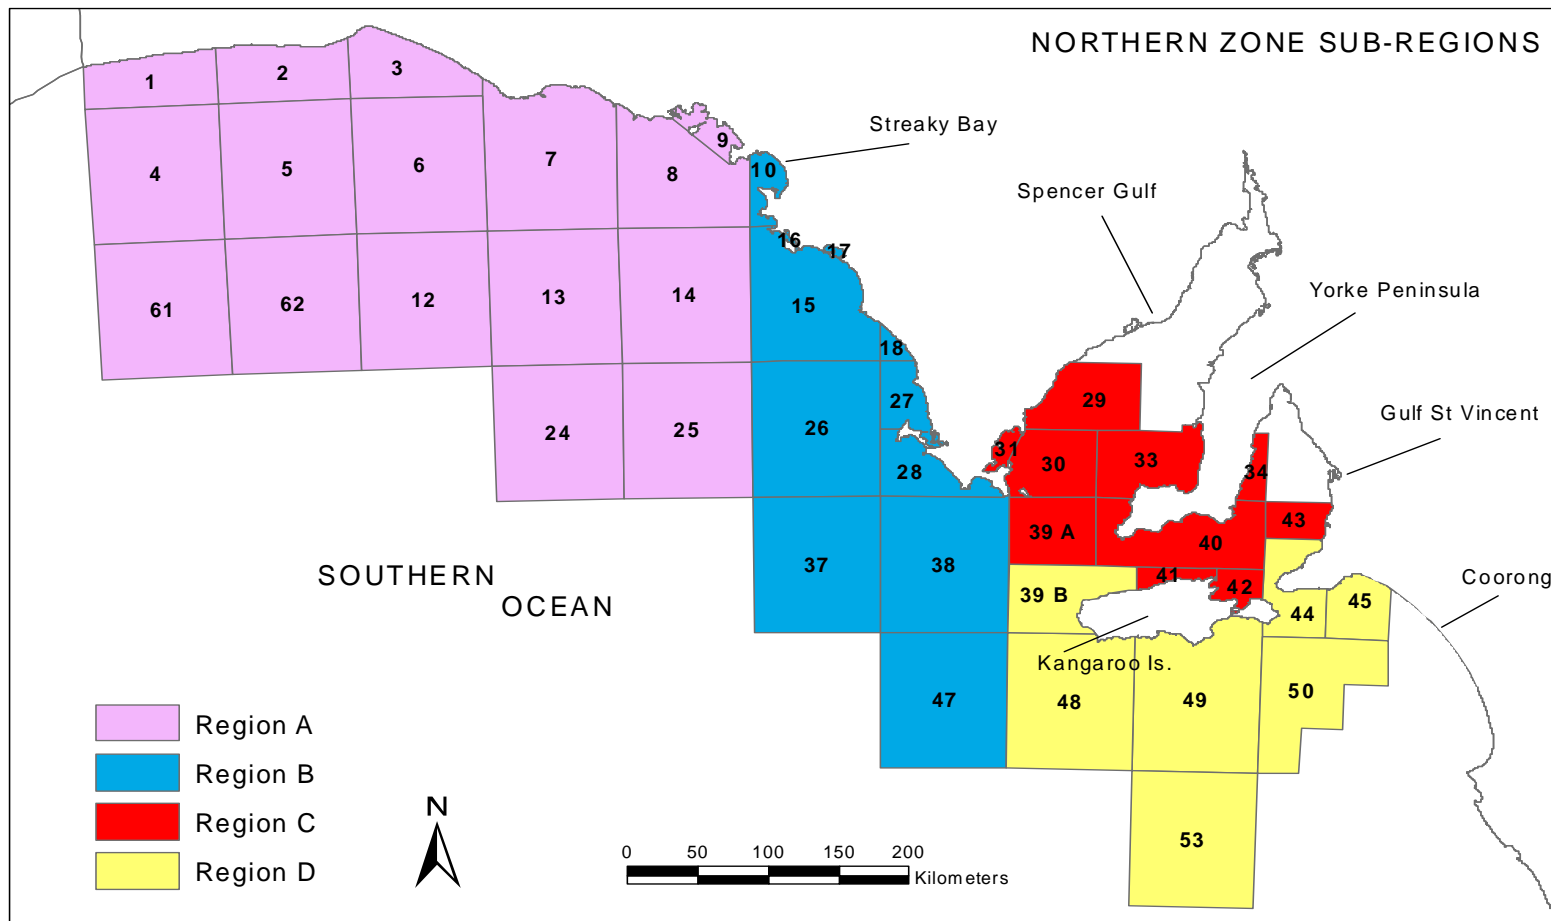 NORTHERN ZONE SUB-REGIONS
1
2
3
4
5
6
7
8
9
10
Streaky Bay
Spencer Gulf
Yorke Peninsula
Gulf St Vincent
Coorong
61
62
12
13
14
15
16
17
18
24
25
26
27
28
29
30
31
33
34
37
38
39 A
40
43
39 B
41
42
44
45
Kangaroo Is.
47
48
49
50
53
SOUTHERN
OCEAN
Region A
Region B
Region C
Region D
N
0 50 100 150 200
Kilometers